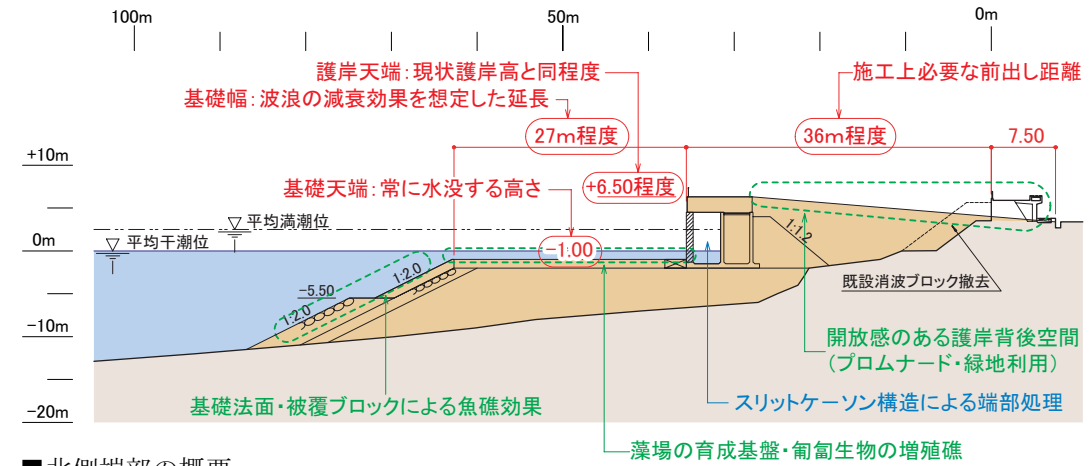 100m
50m
0m
護岸天端：現状護岸高と同程度
施工上必要な前出し距離
基礎幅：波浪の減衰効果を想定した延長
27m程度
36m程度
7.50
+10m
基礎天端：常に水没する高さ
+6.50程度
平均満潮位
平均干潮位
0m
-1.00
1:1.2
1:2.0
-5.50
1:2.0
既設消波ブロック撤去
-10m
開放感のある護岸背後空間
(プロムナード・緑地利用)
基礎法面・被覆ブロックによる魚礁効果
スリットケーソン構造による端部処理
-20m
藻場の育成基盤・葡匐生物の増殖礁